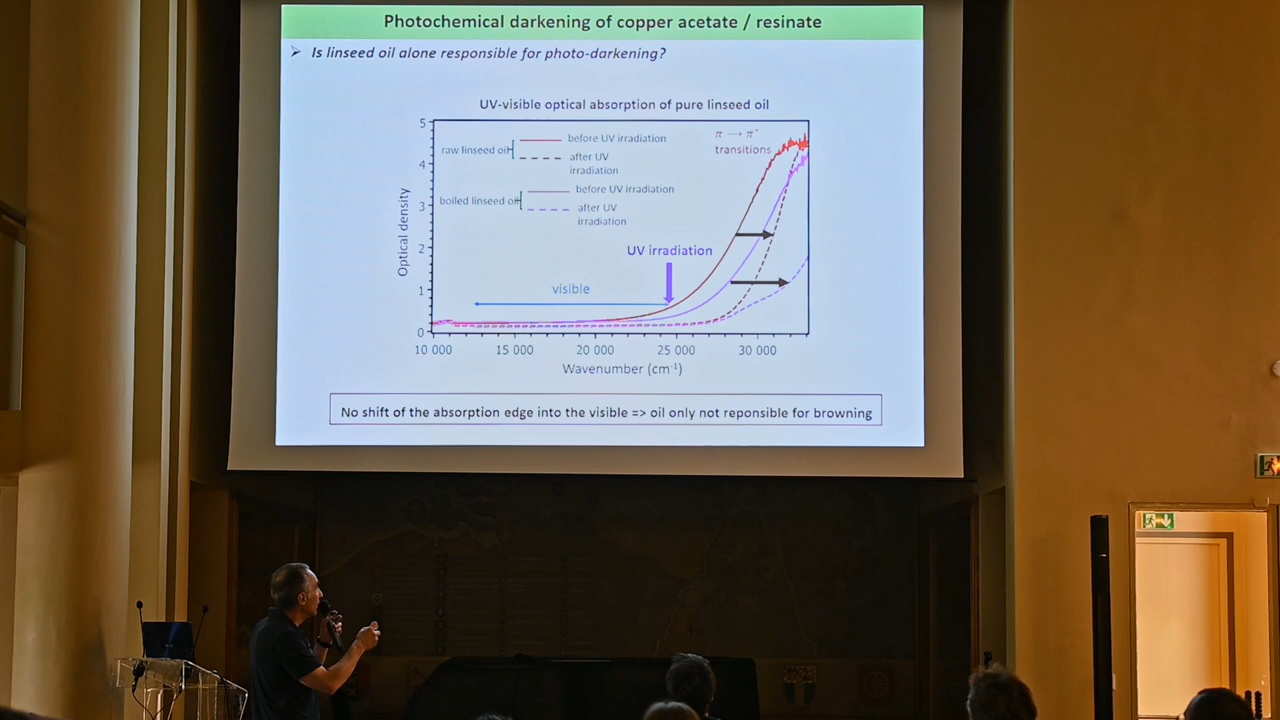 Photochemical darkening of copper acetate / resinate
➢ Is linseed oil alone responsible for photo-darkening?
UV-visible optical absorption of pure linseed oil
5
4
3
2
1
0
Optical density
raw linseed oil
before UV irradiation
after UV
irradiation
boiled linseed oil
before UV irradiation
after UV
irradiation
π → π*
transitions
UV irradiation
visible
10 000 15 000 20 000 25 000 30 000
Wavenumber (cm⁻¹)
No shift of the absorption edge into the visible => oil only not reponsible for browning